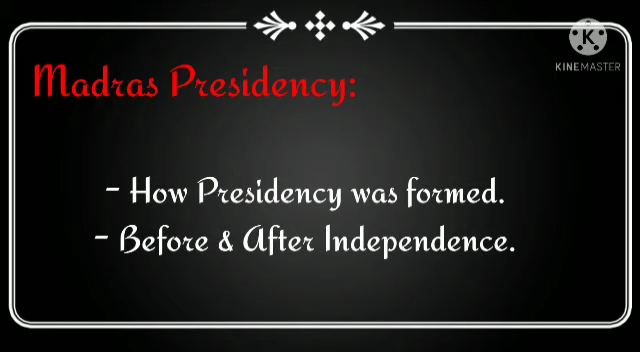 Madras Presidency:
K
KINEMASTER
- How Presidency was formed.
- Before & After Independence.